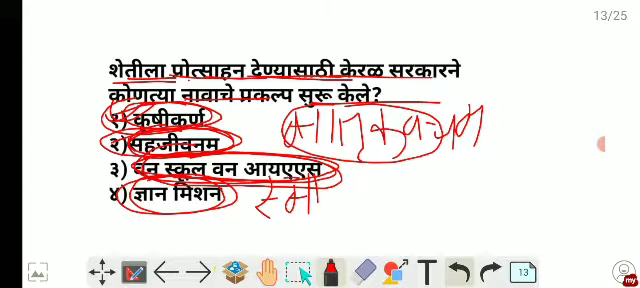 13/25
शेतीला प्रोत्साहन देण्यासाठी केरळ सरकारने
कोणत्या नावाचे प्रकल्प सुरू केले?
१) कृषीकर्ण
२) सहजीवनम
३) वन स्कूल वन आयएएस
४) ज्ञान मिशन
T
13
my